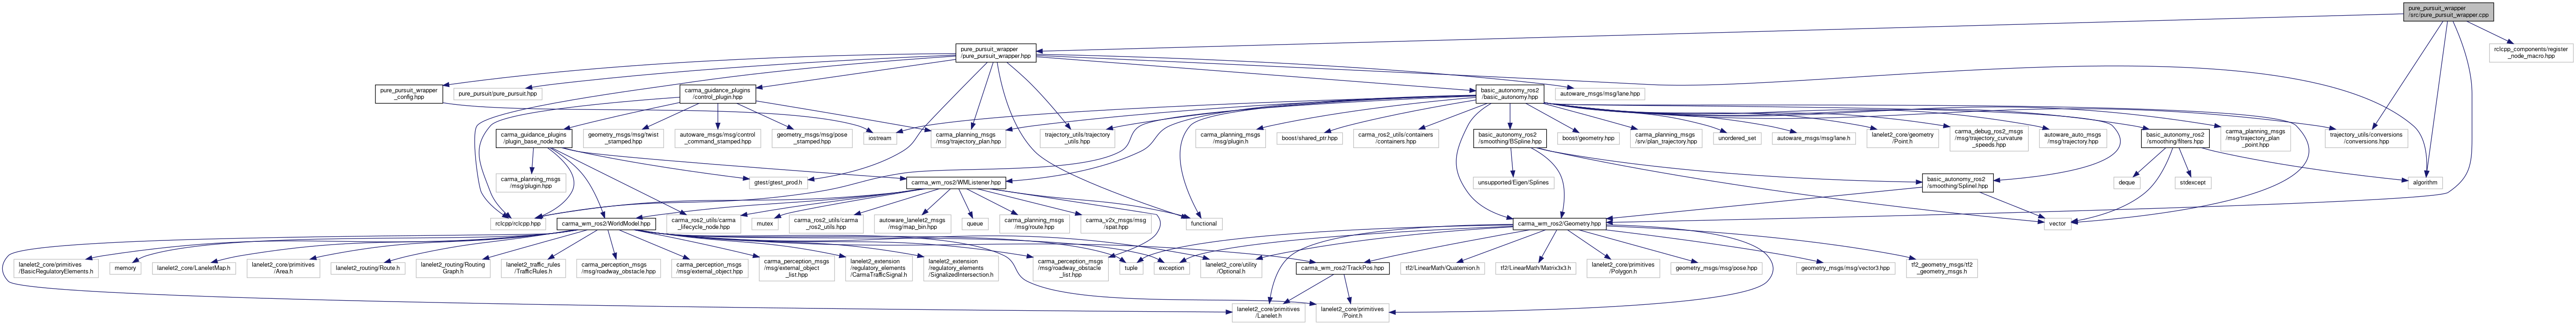 pure_pursuit_wrapper
/src/pure_pursuit_wrapper.cpp
pure_pursuit_wrapper
/pure_pursuit_wrapper.hpp
rclcpp_components/register
_node_macro.hpp
pure_pursuit_wrapper
_config.hpp
pure_pursuit/pure_pursuit.hpp
carma_guidance_plugins
/control_plugin.hpp
basic_autonomy_ros2
/basic_autonomy.hpp
autoware_msgs/msg/lane.hpp
carma_guidance_plugins
/plugin_base_node.hpp
geometry_msgs/msg/twist
_stamped.hpp
autoware_msgs/msg/control
_command_stamped.hpp
geometry_msgs/msg/pose
_stamped.hpp
iostream
carma_planning_msgs
/msg/trajectory_plan.hpp
trajectory_utils/trajectory
_utils.hpp
carma_planning_msgs
/msg/plugin.h
boost/shared_ptr.hpp
carma_ros2_utils/containers
/containers.hpp
basic_autonomy_ros2
/smoothing/BSpline.hpp
boost/geometry.hpp
carma_planning_msgs
/srv/plan_trajectory.hpp
unordered_set
autoware_msgs/msg/lane.h
lanelet2_core/geometry
/Point.h
carma_debug_ros2_msgs
/msg/trajectory_curvature
_speeds.hpp
autoware_auto_msgs
/msg/trajectory.hpp
basic_autonomy_ros2
/smoothing/filters.hpp
carma_planning_msgs
/msg/trajectory_plan
_point.hpp
trajectory_utils/conversions
/conversions.hpp
carma_planning_msgs
/msg/plugin.hpp
gtest/gtest_prod.h
carma_wm_ros2/WMListener.hpp
unsupported/Eigen/Splines
basic_autonomy_ros2
/smoothing/SplineI.hpp
deque
stdexcept
algorithm
rclcpp/rclcpp.hpp
carma_wm_ros2/WorldModel.hpp
carma_ros2_utils/carma
_lifecycle_node.hpp
mutex
carma_ros2_utils/carma
_ros2_utils.hpp
autoware_lanelet2_msgs
/msg/map_bin.hpp
queue
carma_planning_msgs
/msg/route.hpp
carma_v2x_msgs/msg
/spat.hpp
functional
carma_wm_ros2/Geometry.hpp
vector
lanelet2_core/primitives
/BasicRegulatoryElements.h
memory
lanelet2_core/LaneletMap.h
lanelet2_core/primitives
/Area.h
lanelet2_routing/Route.h
lanelet2_routing/Routing
Graph.h
lanelet2_traffic_rules
/TrafficRules.h
carma_perception_msgs
/msg/roadway_obstacle.hpp
carma_perception_msgs
/msg/external_object.hpp
carma_perception_msgs
/msg/external_object
_list.hpp
lanelet2_extension
/regulatory_elements
/CarmaTrafficSignal.h
lanelet2_extension
/regulatory_elements
/SignalizedIntersection.h
carma_perception_msgs
/msg/roadway_obstacle
_list.hpp
tuple
exception
lanelet2_core/utility
/Optional.h
carma_wm_ros2/TrackPos.hpp
tf2/LinearMath/Quaternion.h
tf2/LinearMath/Matrix3x3.h
lanelet2_core/primitives
/Polygon.h
geometry_msgs/msg/pose.hpp
geometry_msgs/msg/vector3.hpp
tf2_geometry_msgs/tf2
_geometry_msgs.h
lanelet2_core/primitives
/Lanelet.h
lanelet2_core/primitives
/Point.h